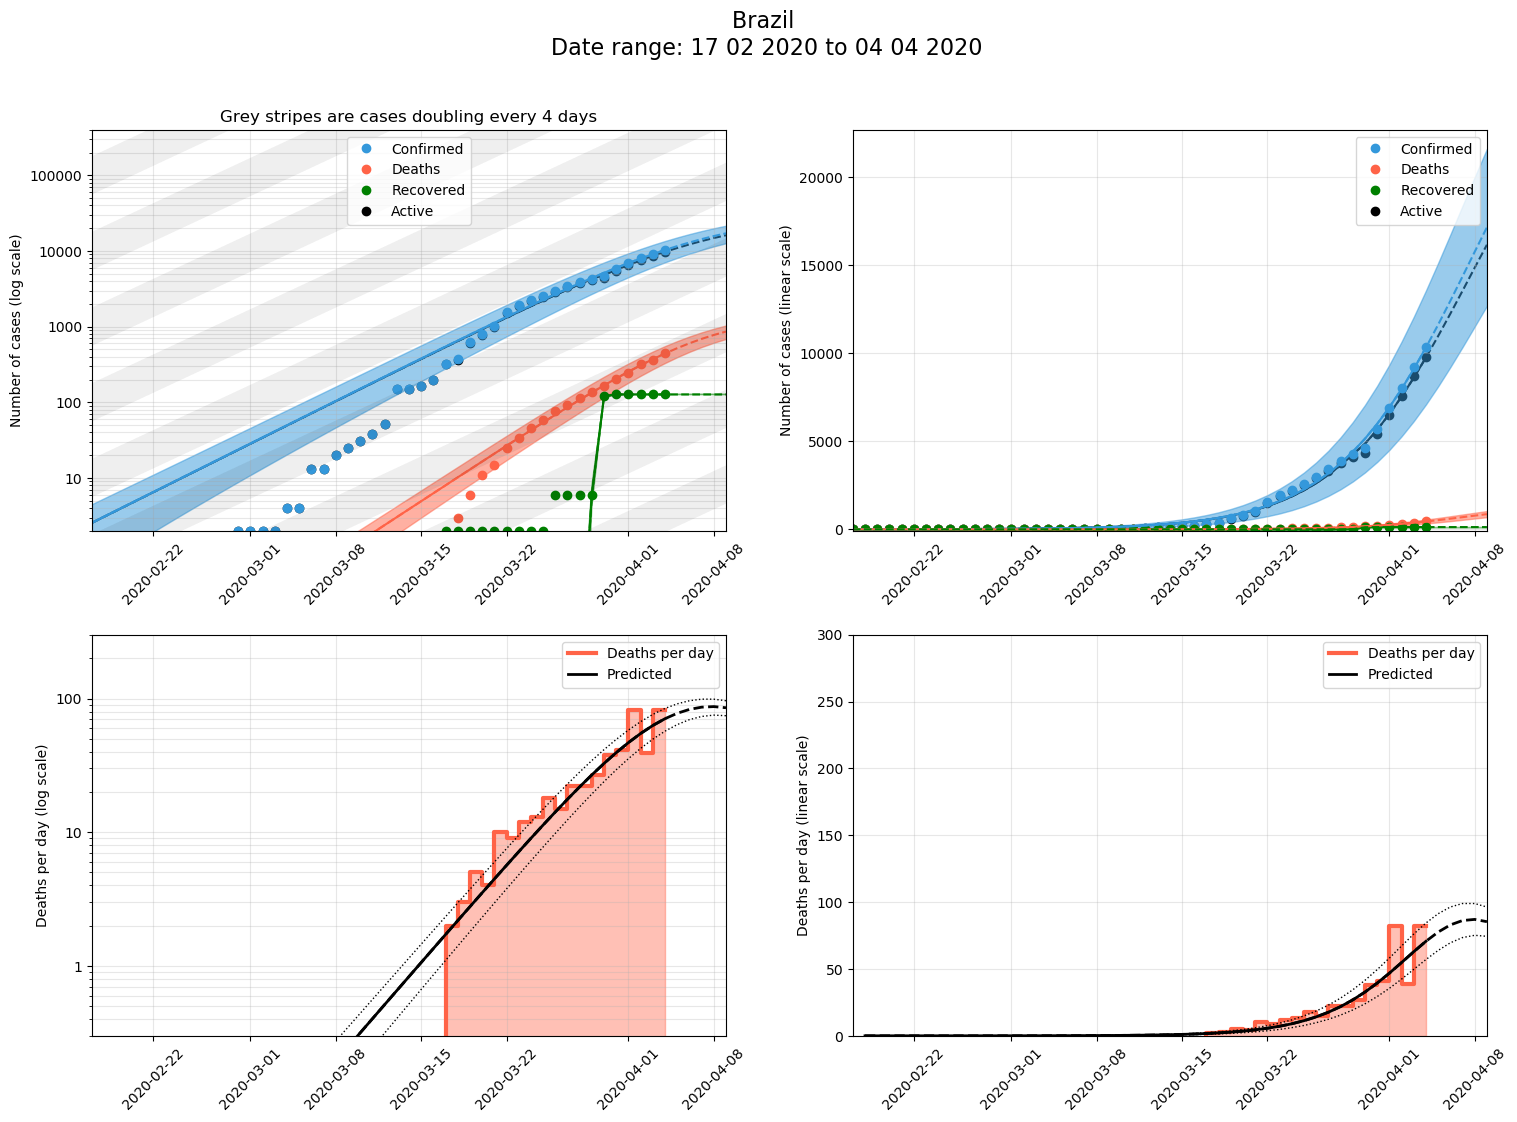 Brazil
Date range: 17 02 2020 to 04 04 2020
Grey stripes are cases doubling every 4 days
Number of cases (log scale)
100000
10000
1000
100
10
Confirmed
Deaths
Recovered
Active
2020-02-22
2020-03-01
2020-03-08
2020-03-15
2020-03-22
2020-04-01
2020-04-08
Number of cases (linear scale)
20000
15000
10000
5000
0
Confirmed
Deaths
Recovered
Active
2020-02-22
2020-03-01
2020-03-08
2020-03-15
2020-03-22
2020-04-01
2020-04-08
Deaths per day (log scale)
100
10
1
Deaths per day
Predicted
2020-02-22
2020-03-01
2020-03-08
2020-03-15
2020-03-22
2020-04-01
2020-04-08
Deaths per day (linear scale)
300
250
200
150
100
50
0
Deaths per day
Predicted
2020-02-22
2020-03-01
2020-03-08
2020-03-15
2020-03-22
2020-04-01
2020-04-08